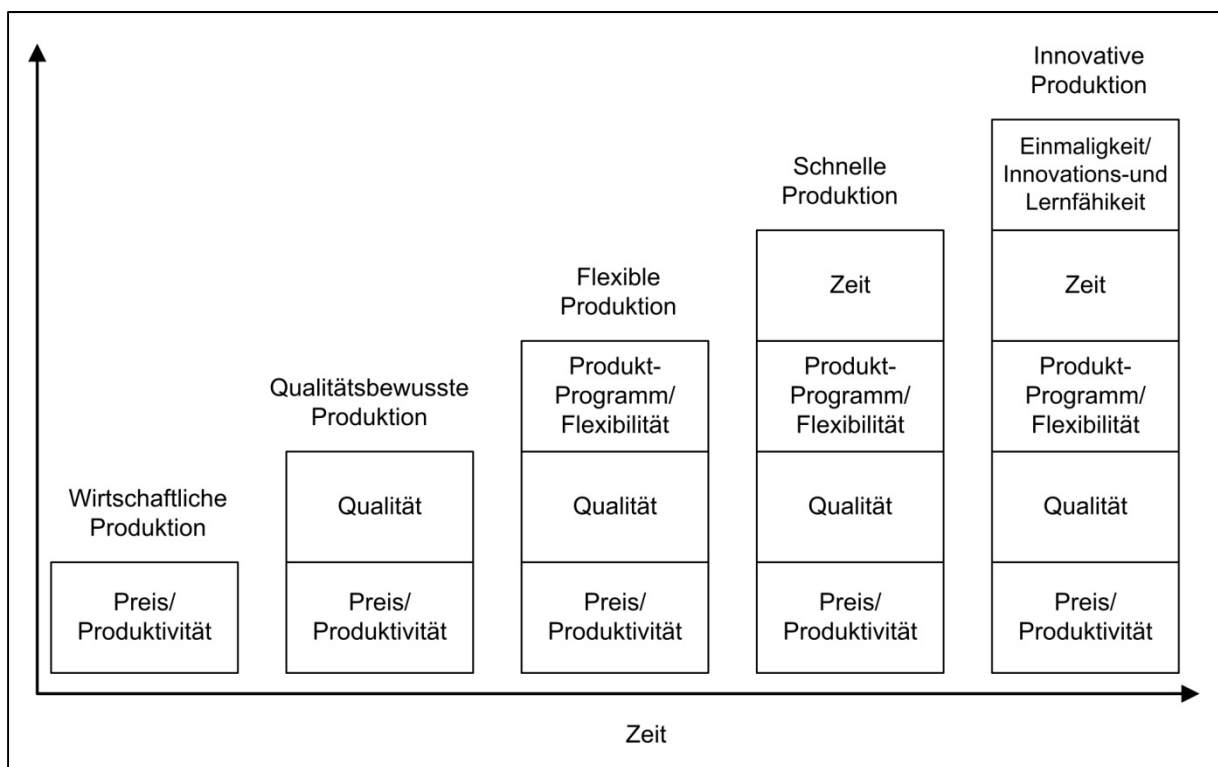 Wirtschaftliche
Produktion
Preis/
Produktivität
Qualitätsbewusste
Produktion
Qualität
Preis/
Produktivität
Flexible
Produktion
Produkt-
Programm/
Flexibilität
Qualität
Preis/
Produktivität
Schnelle
Produktion
Zeit
Produkt-
Programm/
Flexibilität
Qualität
Preis/
Produktivität
Innovative
Produktion
Einmaligkeit/
Innovations-und
Lernfähikeit
Zeit
Produkt-
Programm/
Flexibilität
Qualität
Preis/
Produktivität
Zeit